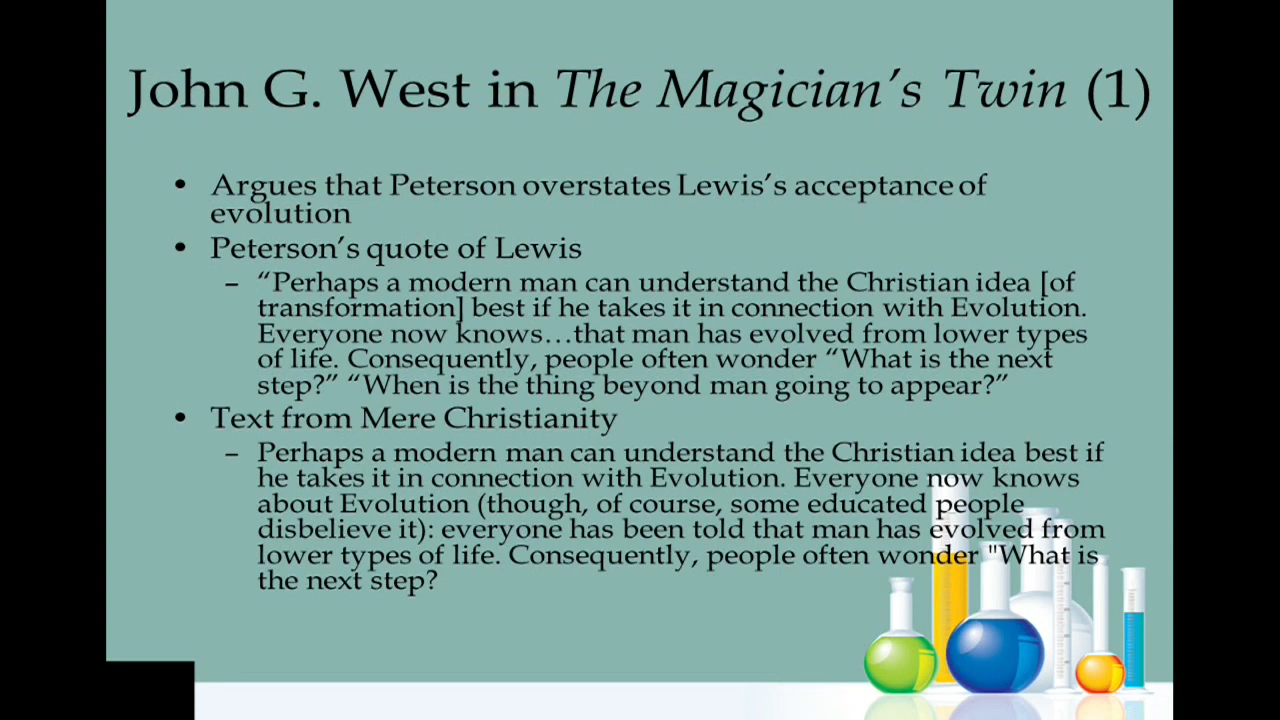 John G. West in The Magician's Twin (1)
• Argues that Peterson overstates Lewis's acceptance of
evolution
• Peterson's quote of Lewis
– “Perhaps a modern man can understand the Christian idea [of
transformation] best if he takes it in connection with Evolution.
Everyone now knows…that man has evolved from lower types
of life. Consequently, people often wonder “What is the next
step?” “When is the thing beyond man going to appear?”
• Text from Mere Christianity
– Perhaps a modern man can understand the Christian idea best if
he takes it in connection with Evolution. Everyone now knows
about Evolution (though, of course, some educated people
disbelieve it): everyone has been told that man has evolved from
lower types of life. Consequently, people often wonder "What is
the next step?